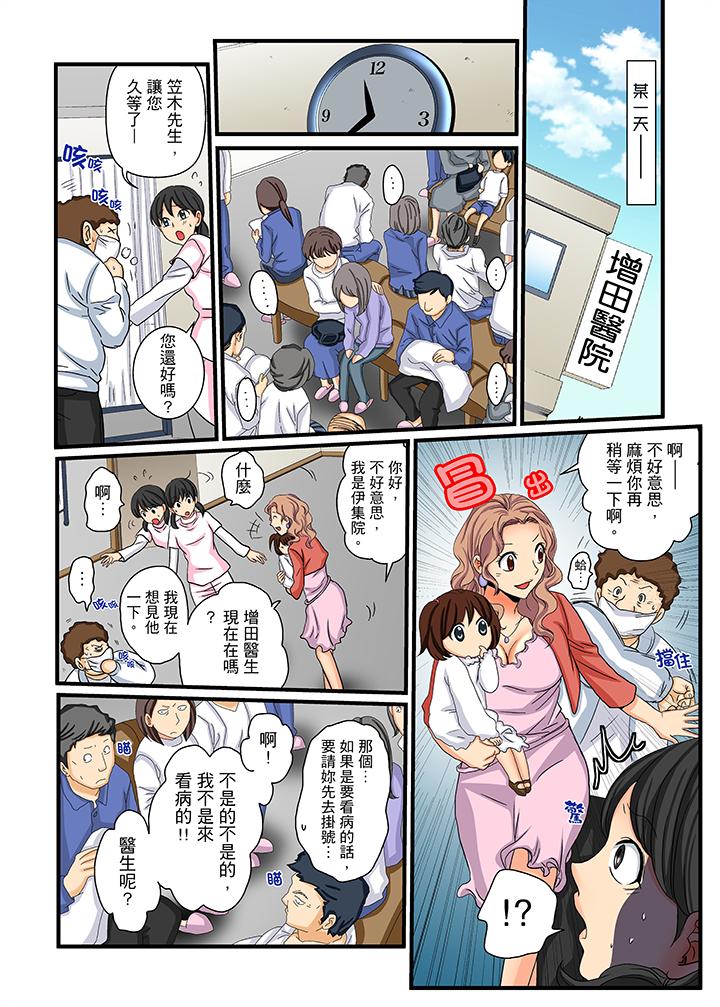 某一天——
增田醫院
12
3
9
…
…
…
…
笠木先生，
讓您
久等了—
咳
咳
咳
咳
您還好嗎？
啊——
不好意思，
麻煩你再
稍等一下啊。
冒出
蛤…
擋住
驚
!?
你好，
不好意思，
我是伊集院。
什麼
啊…
增田醫生
現在在嗎
？
我現在
想見他
一下。
…
咳
咳
咳
咳
那個…
如果是要看病的話，
要請妳先去掛號…
啊！
不是的不是的，
我不是來
看病的!!
醫生呢？
瞄
瞄